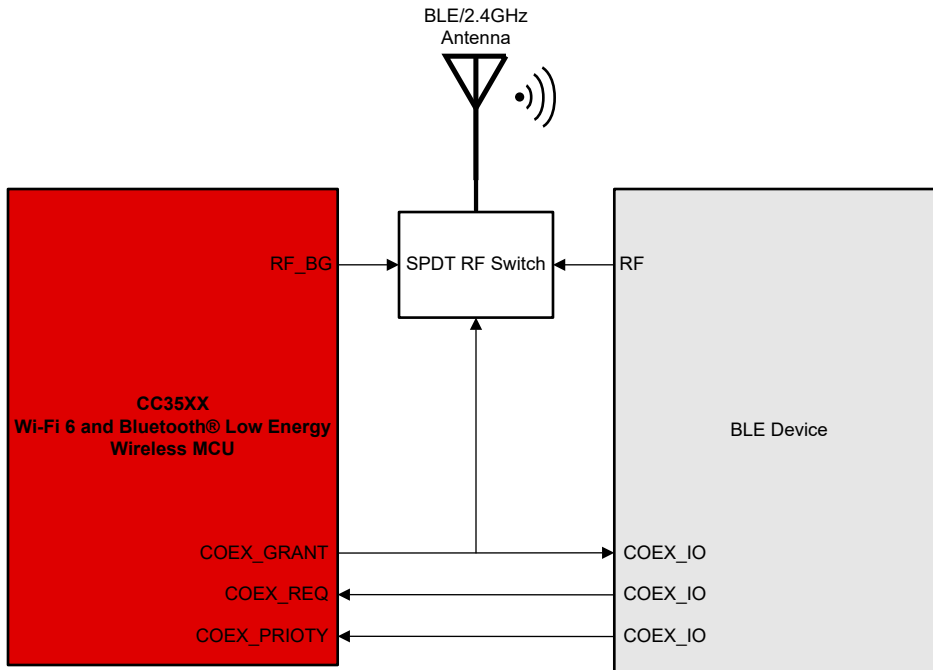 BLE/2.4GHz
Antenna
RF_BG
SPDT RF Switch
RF
CC35XX
Wi-Fi 6 and Bluetooth® Low Energy
Wireless MCU
BLE Device
COEX_GRANT
COEX_IO
COEX_REQ
COEX_IO
COEX_PRIOTY
COEX_IO